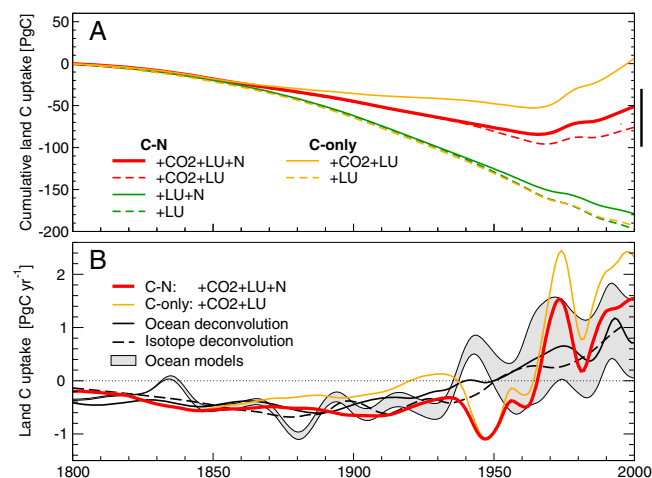 A
Cumulative land C uptake [PgC]
50
0
-50
-100
-150
-200
C-N C-only
+CO2+LU+N +CO2+LU
+CO2+LU +LU
+LU+N
+LU
B
Land C uptake [PgC yr-1]
2
1
0
-1
C-N: +CO2+LU+N
C-only: +CO2+LU
Ocean deconvolution
Isotope deconvolution
Ocean models
1800 1850 1900 1950 2000